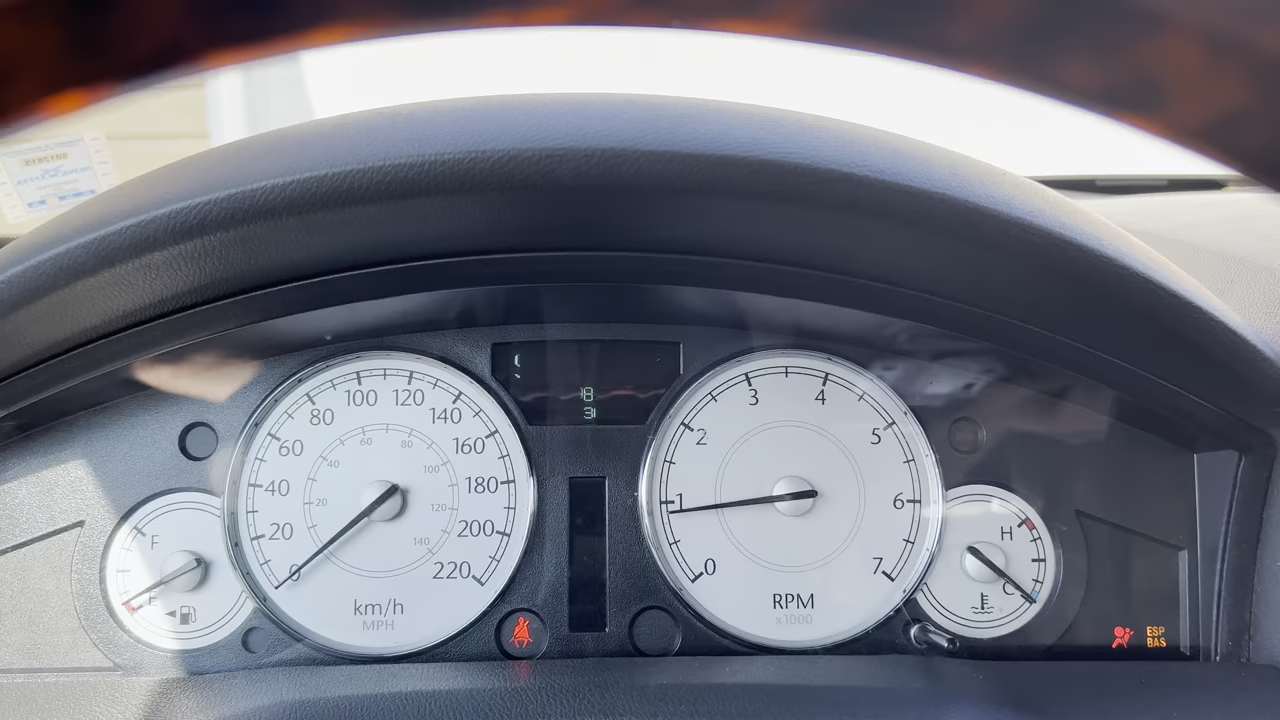 100 120
80 140
60 160
40 180
20 200
0 220
60 80
40 100
20 120
140
km/h
MPH
F
E
3 4
2 5
1 6
0 7
RPM
x1000
H
C
ESP
BAS